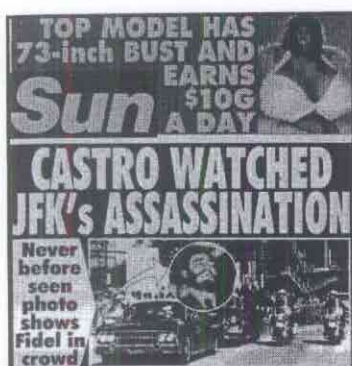 TOP MODEL HAS
73-inch BUST AND
EARNS
$10G
A DAY
Sun
CASTRO WATCHED
JFK's ASSASSINATION
Never
before
seen
photo
shows
Fidel in
crowd